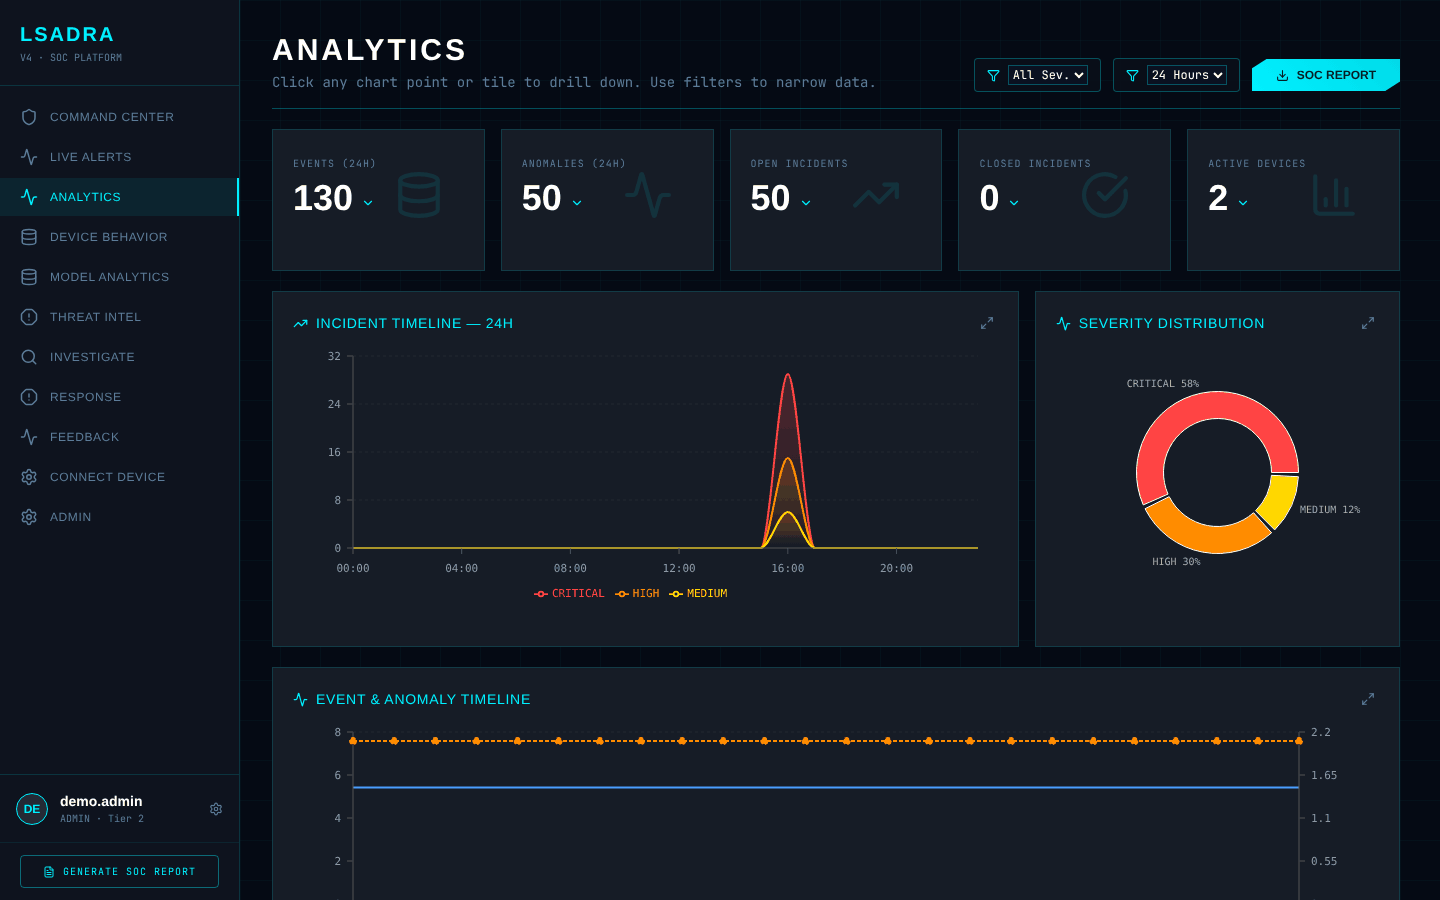 LSADRA
V4 · SOC PLATFORM
COMMAND CENTER
LIVE ALERTS
ANALYTICS
DEVICE BEHAVIOR
MODEL ANALYTICS
THREAT INTEL
INVESTIGATE
RESPONSE
FEEDBACK
CONNECT DEVICE
ADMIN
DE
demo.admin
ADMIN · Tier 2
GENERATE SOC REPORT
ANALYTICS
Click any chart point or tile to drill down. Use filters to narrow data.
All Sev.
24 Hours
SOC REPORT
EVENTS (24H)
130
ANOMALIES (24H)
50
OPEN INCIDENTS
50
CLOSED INCIDENTS
0
ACTIVE DEVICES
2
INCIDENT TIMELINE — 24H
32
24
16
8
0
00:00 04:00 08:00 12:00 16:00 20:00
CRITICAL HIGH MEDIUM
SEVERITY DISTRIBUTION
CRITICAL 58%
MEDIUM 12%
HIGH 30%
EVENT & ANOMALY TIMELINE
8 2.2
6 1.65
4 1.1
2 0.55